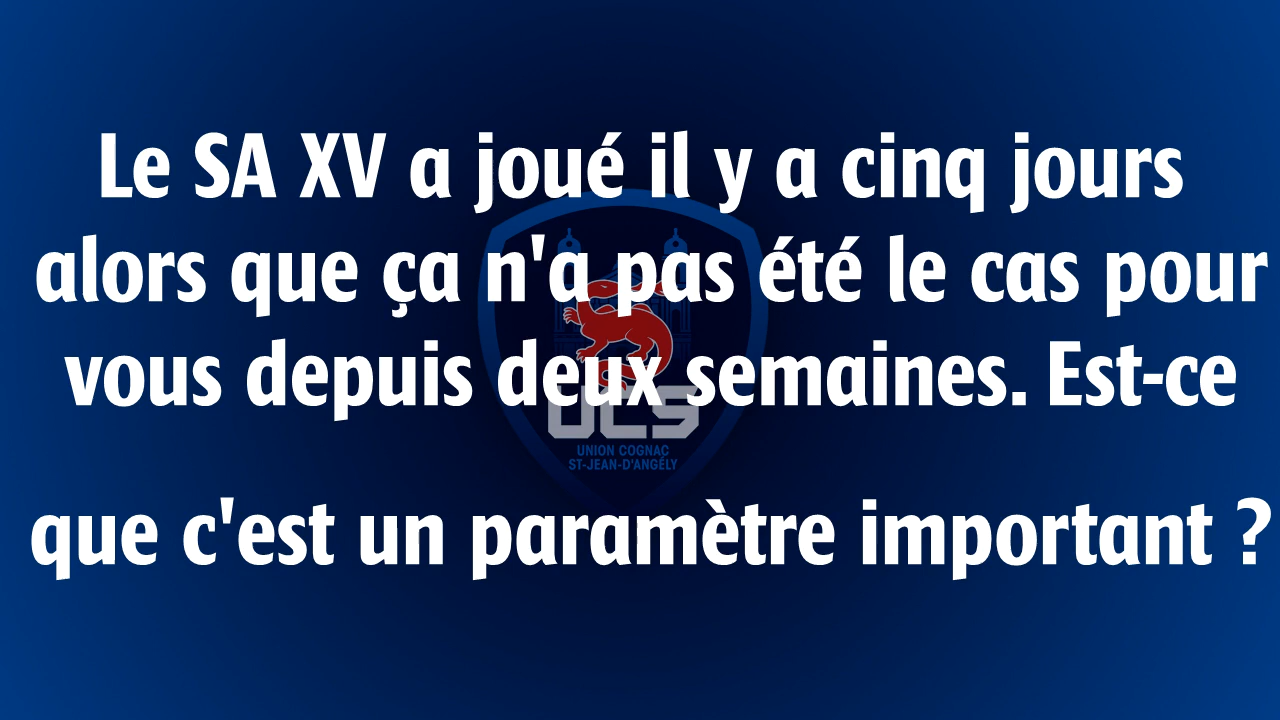 Le SA XV a joué il y a cinq jours
alors que ça n'a pas été le cas pour
vous depuis deux semaines. Est-ce
que c'est un paramètre important ?
UCS
UNION COGNAC
ST-JEAN-D'ANGÉLY